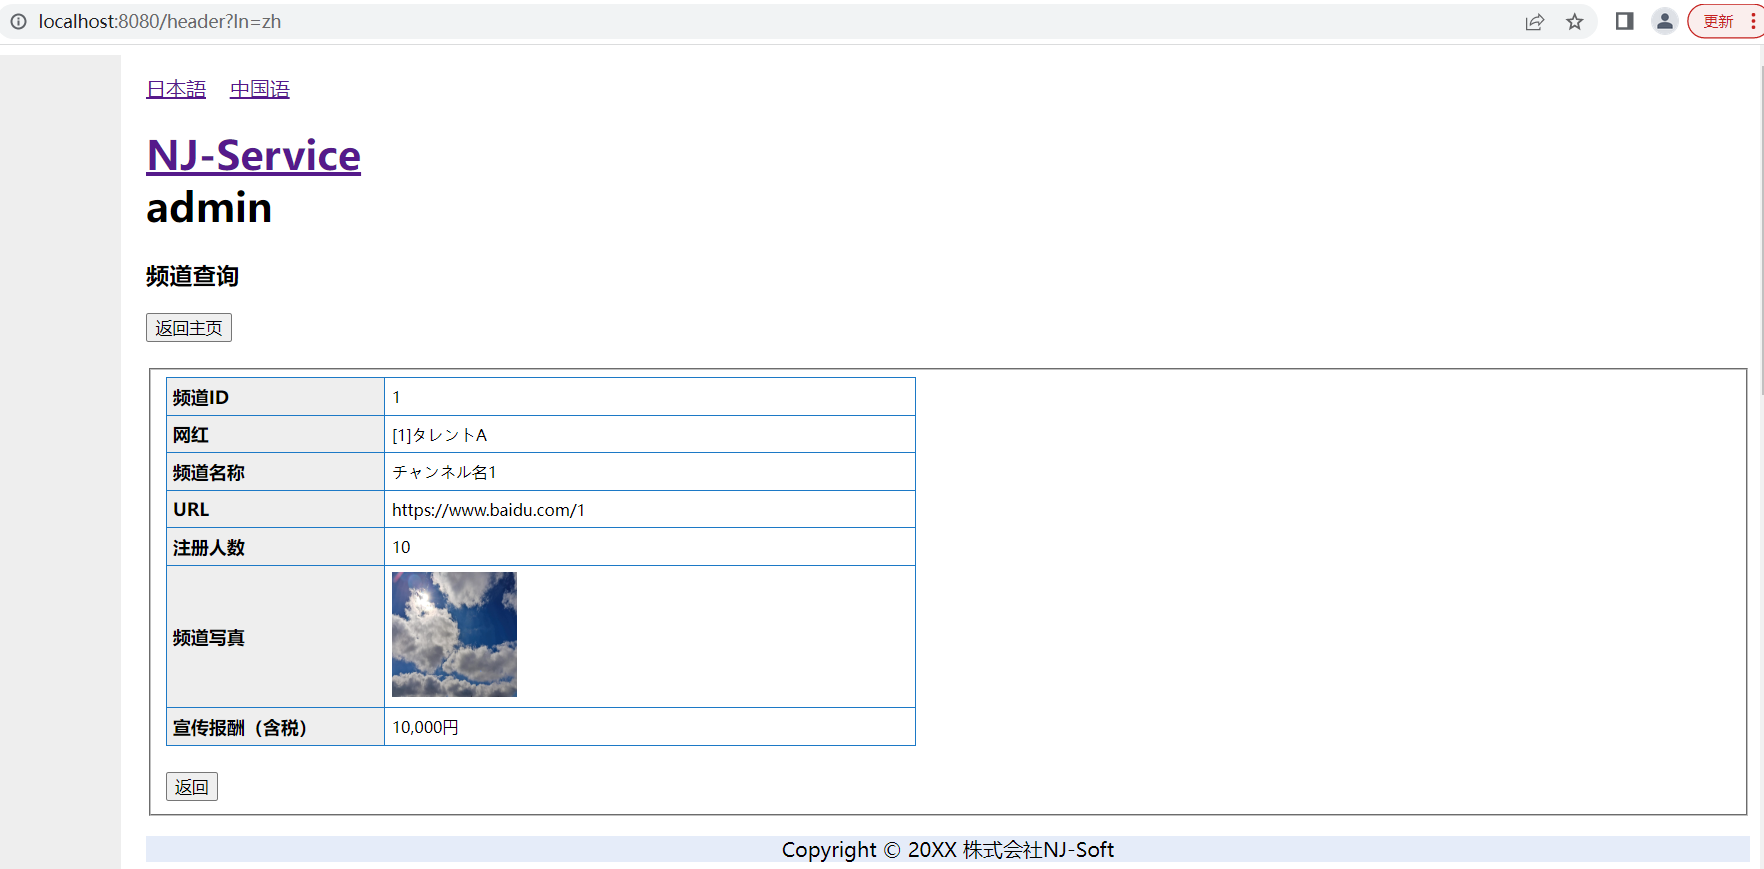 localhost:8080/header?ln=zh
更新
日本語 中国语
NJ-Service
admin
频道查询
返回主页
频道ID 1
网红 [1]タレントA
频道名称 チャンネル名1
URL https://www.baidu.com/1
注册人数 10
频道写真
宣传报酬（含税） 10,000円
返回
Copyright © 20XX 株式会社NJ-Soft